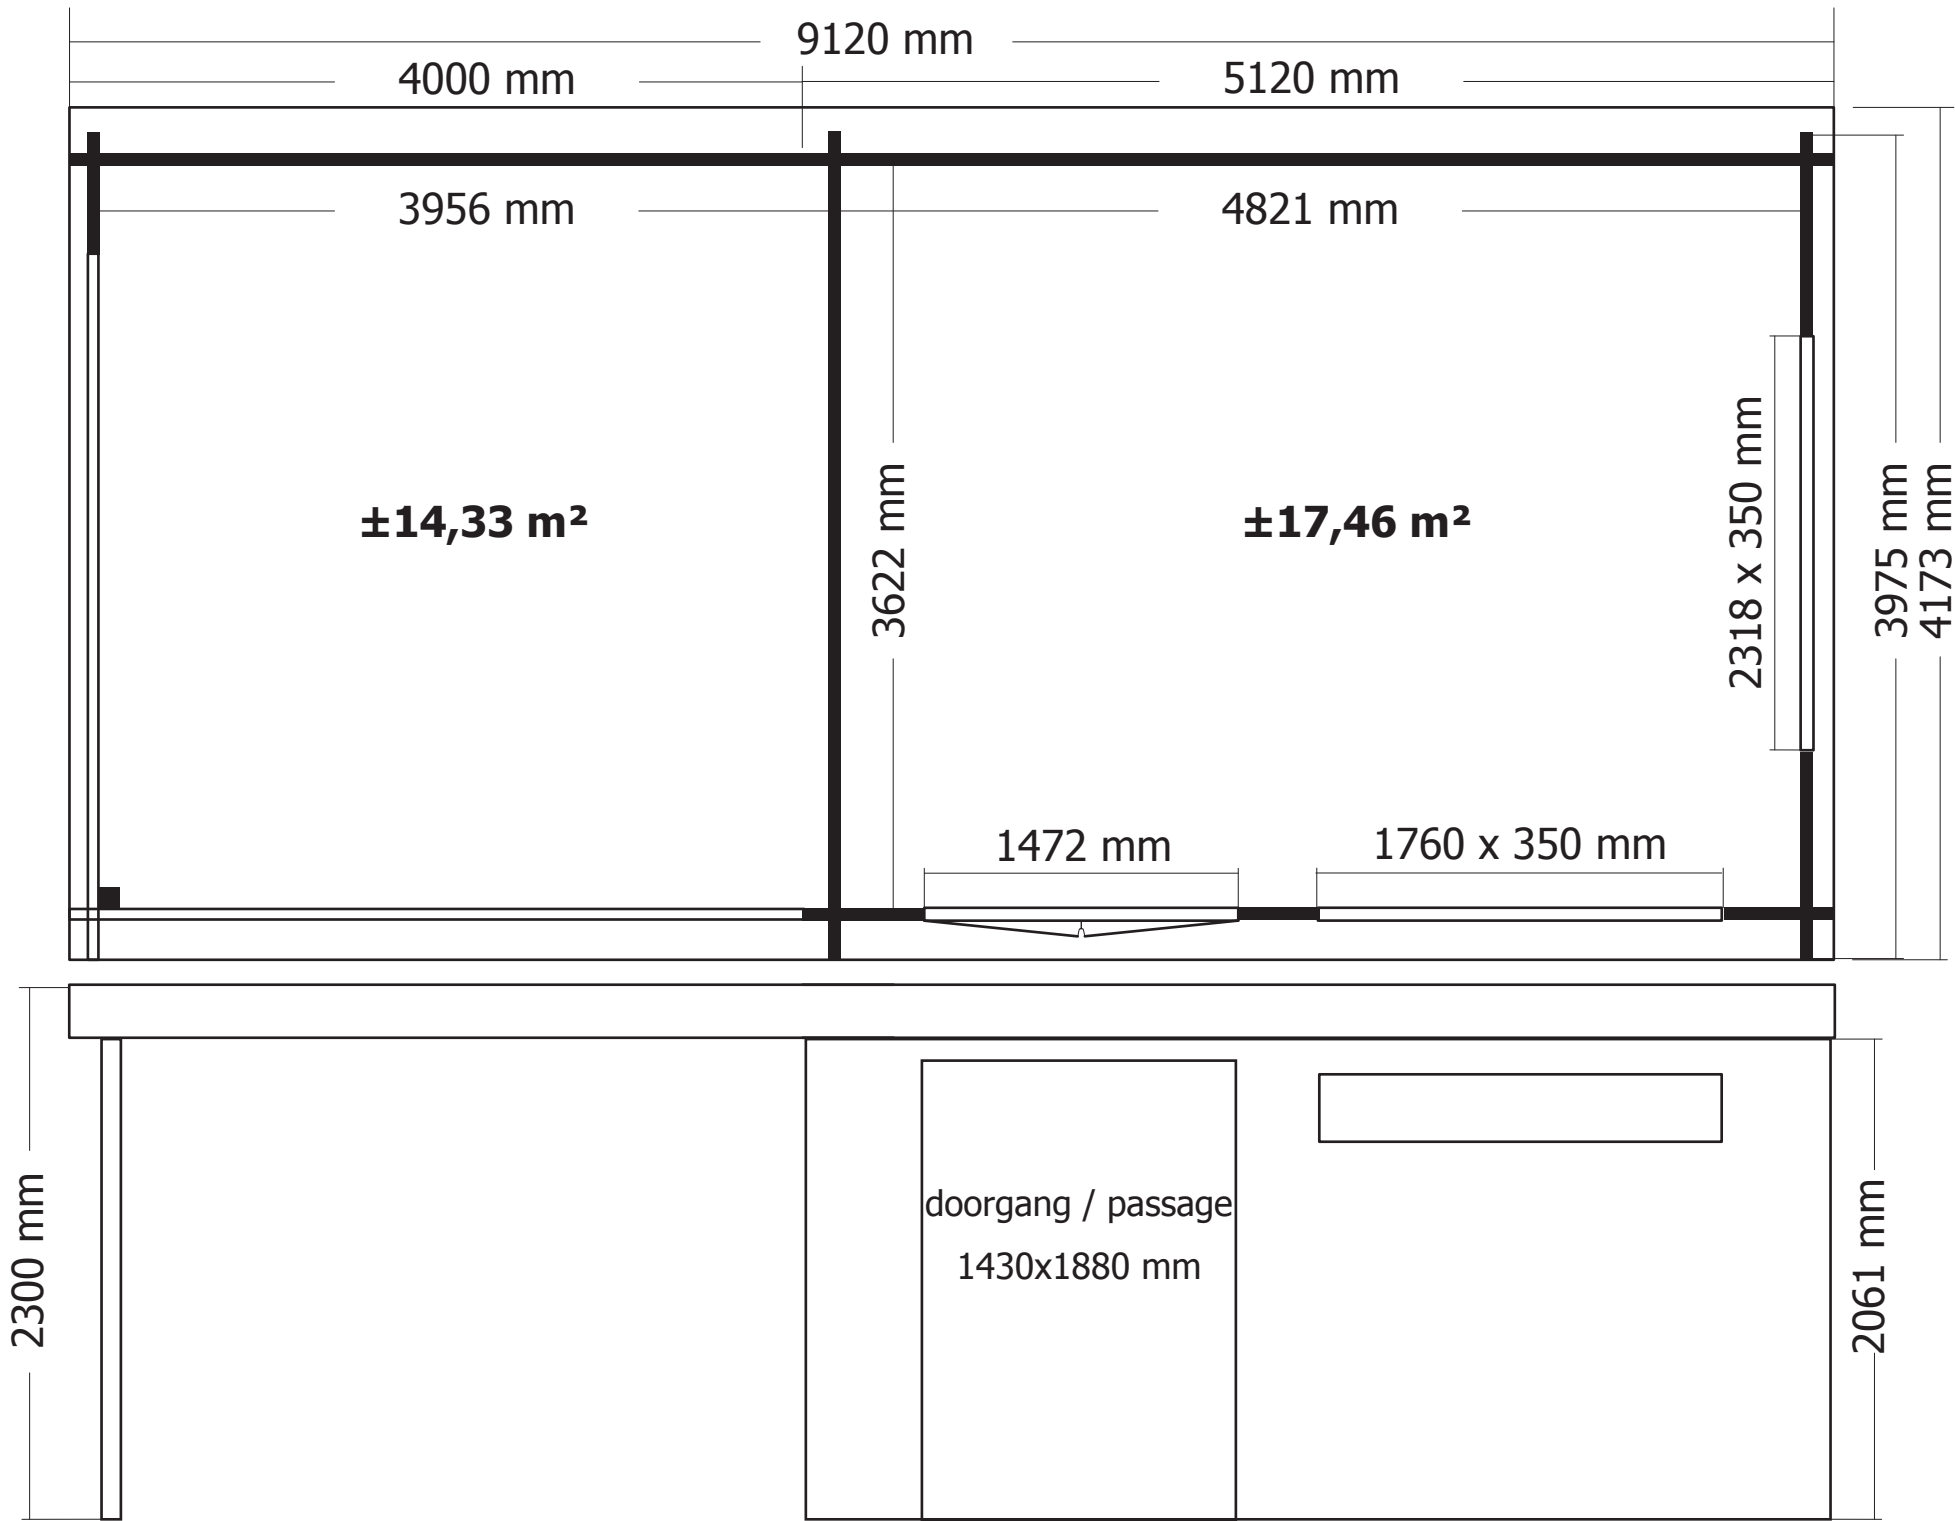 9120 mm
4000 mm
5120 mm
3956 mm
4821 mm
±14,33 m²
3622 mm
±17,46 m²
2318 x 350 mm
3975 mm
4173 mm
1472 mm
1760 x 350 mm
2300 mm
doorgang / passage
1430x1880 mm
2061 mm